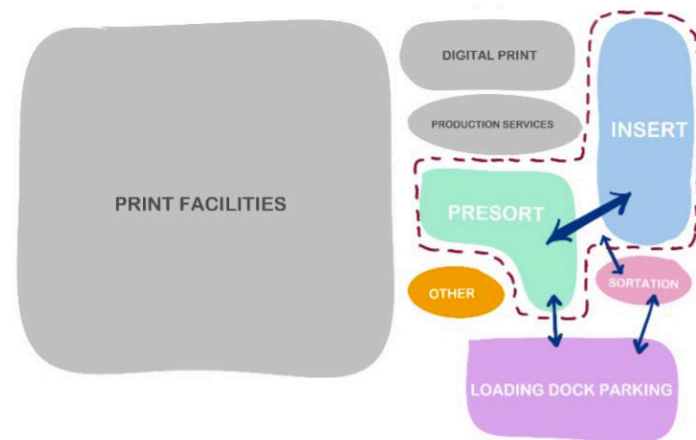 DIGITAL PRINT
PRODUCTION SERVICES
INSERT
PRINT FACILITIES
PRESORT
OTHER
SORTATION
LOADING DOCK PARKING